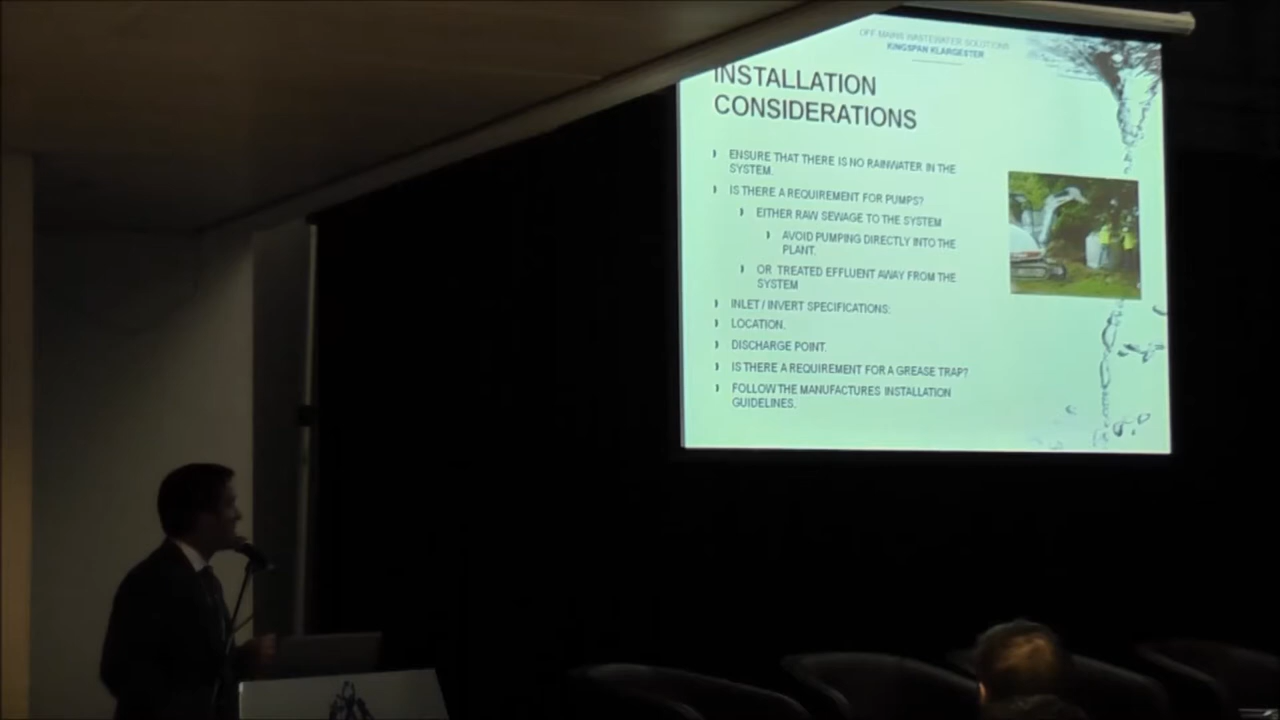 OFF MAINS WASTEWATER SOLUTIONS
KINGSPAN KLARGESTER
INSTALLATION
CONSIDERATIONS
ENSURE THAT THERE IS NO RAINWATER IN THE
SYSTEM.
IS THERE A REQUIREMENT FOR PUMPS?
EITHER RAW SEWAGE TO THE SYSTEM
AVOID PUMPING DIRECTLY INTO THE
PLANT.
OR TREATED EFFLUENT AWAY FROM THE
SYSTEM
INLET / INVERT SPECIFICATIONS:
LOCATION.
DISCHARGE POINT.
IS THERE A REQUIREMENT FOR A GREASE TRAP?
FOLLOW THE MANUFACTURES INSTALLATION
GUIDELINES.